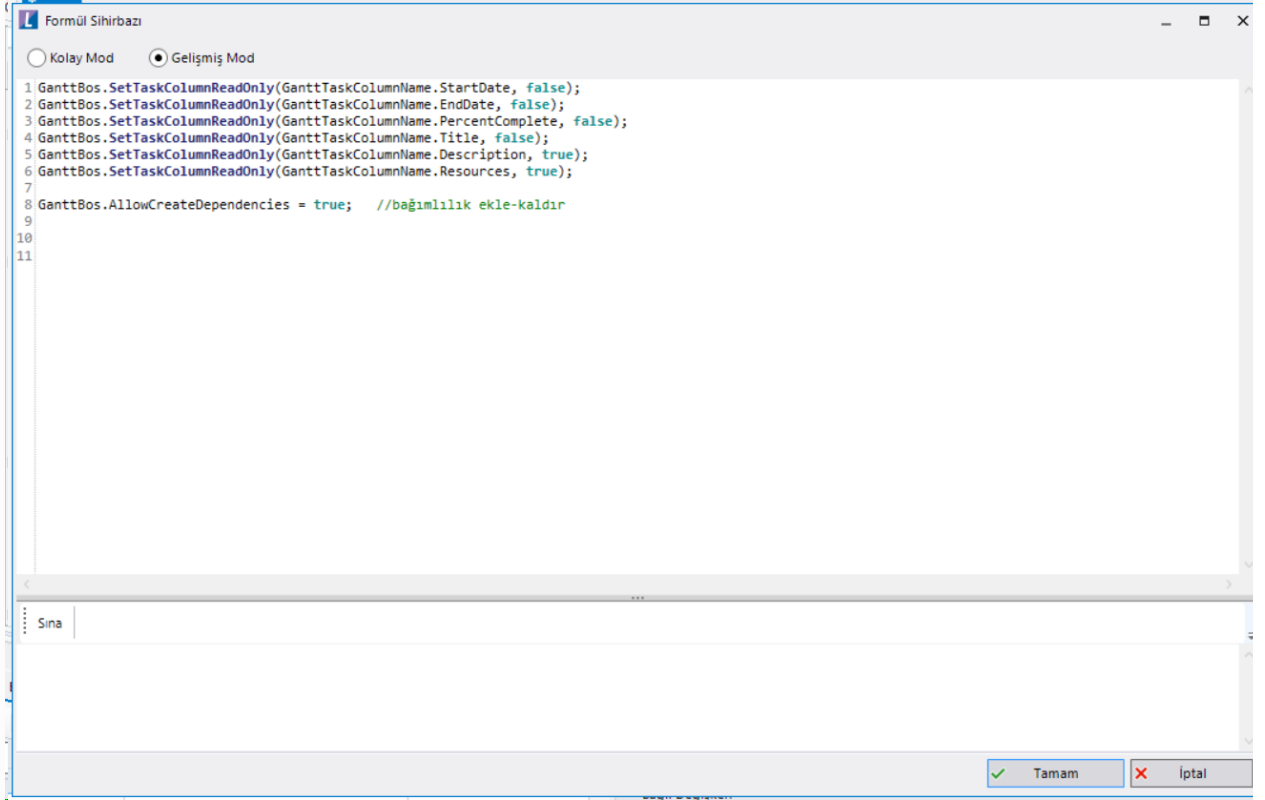 Formül Sihirbazı
Kolay Mod Gelişmiş Mod
1 GanttBos.SetTaskColumnReadOnly(GanttTaskColumnName.StartDate, false);
2 GanttBos.SetTaskColumnReadOnly(GanttTaskColumnName.EndDate, false);
3 GanttBos.SetTaskColumnReadOnly(GanttTaskColumnName.PercentComplete, false);
4 GanttBos.SetTaskColumnReadOnly(GanttTaskColumnName.Title, false);
5 GanttBos.SetTaskColumnReadOnly(GanttTaskColumnName.Description, true);
6 GanttBos.SetTaskColumnReadOnly(GanttTaskColumnName.Resources, true);
7
8 GanttBos.AllowCreateDependencies = true;   //bağımlılık ekle-kaldır
9
10
11
Sına
Tamam İptal